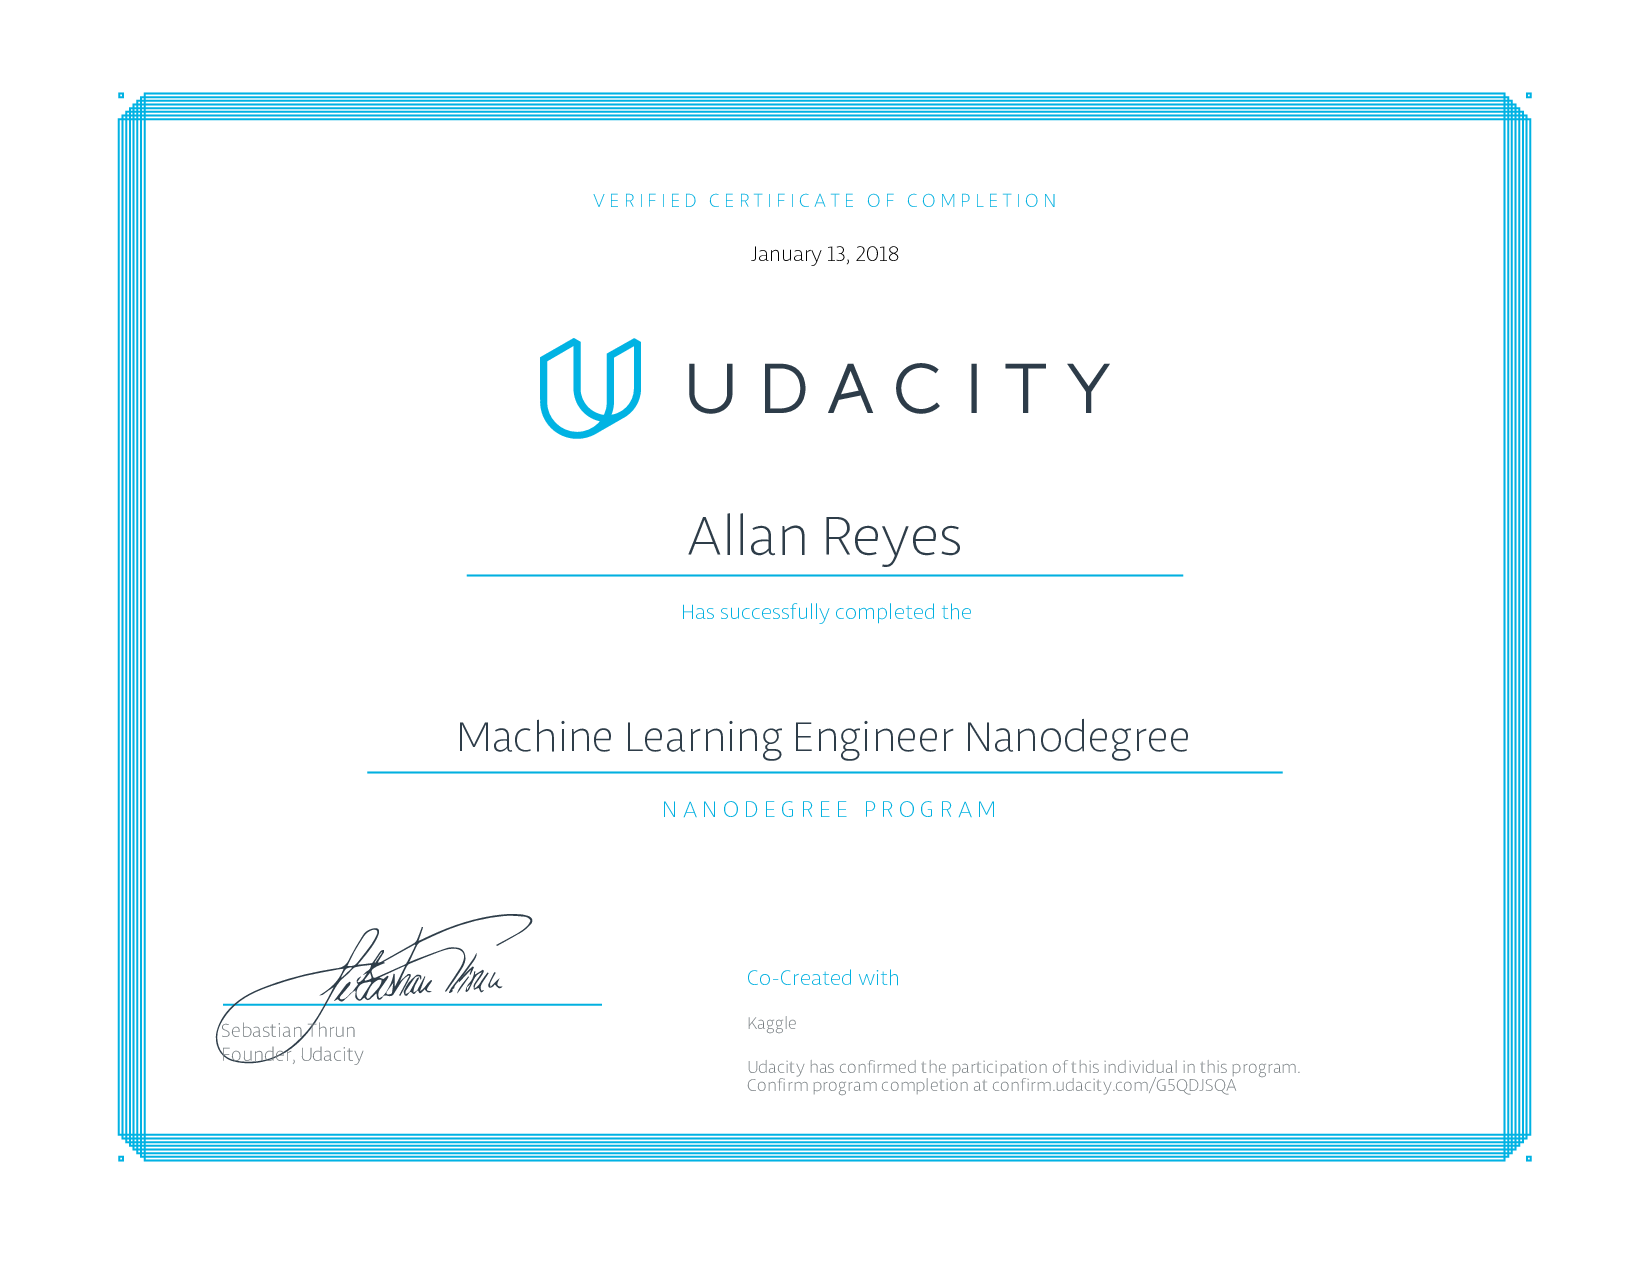 VERIFIED CERTIFICATE OF COMPLETION
January 13, 2018
UDACITY
Allan Reyes
Has successfully completed the
Machine Learning Engineer Nanodegree
NANODEGREE PROGRAM
Sebastian Thrun
Sebastian Thrun
Founder, Udacity
Co-Created with
Kaggle
Udacity has confirmed the participation of this individual in this program.
Confirm program completion at confirm.udacity.com/G5QDJSQA